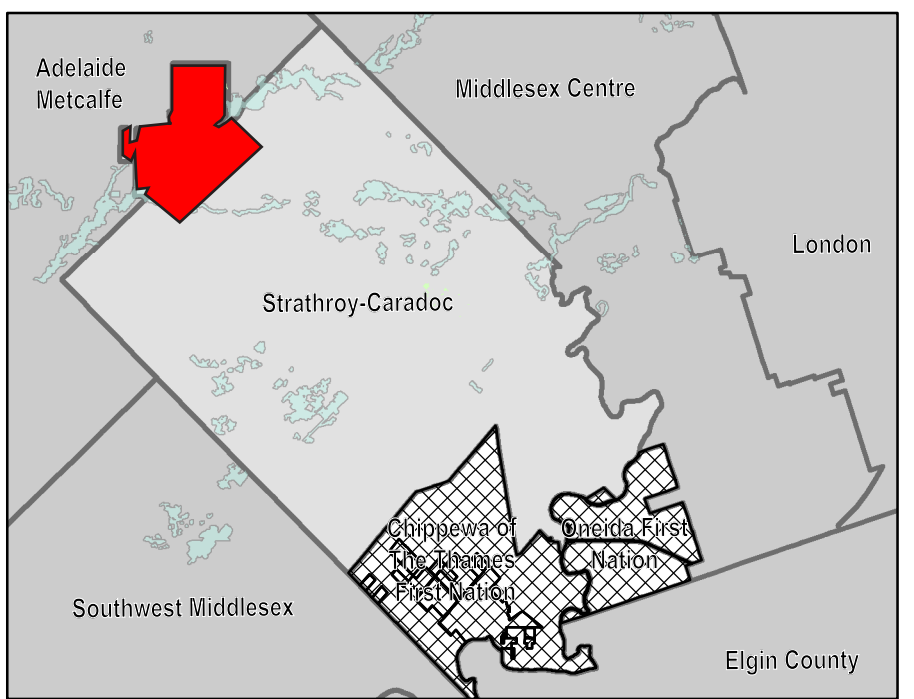 Adelaide
Metcalfe
Middlesex Centre
London
Strathroy-Caradoc
Chippewa of
The Thames
First Nation
Oneida First
Nation
Southwest Middlesex
Elgin County